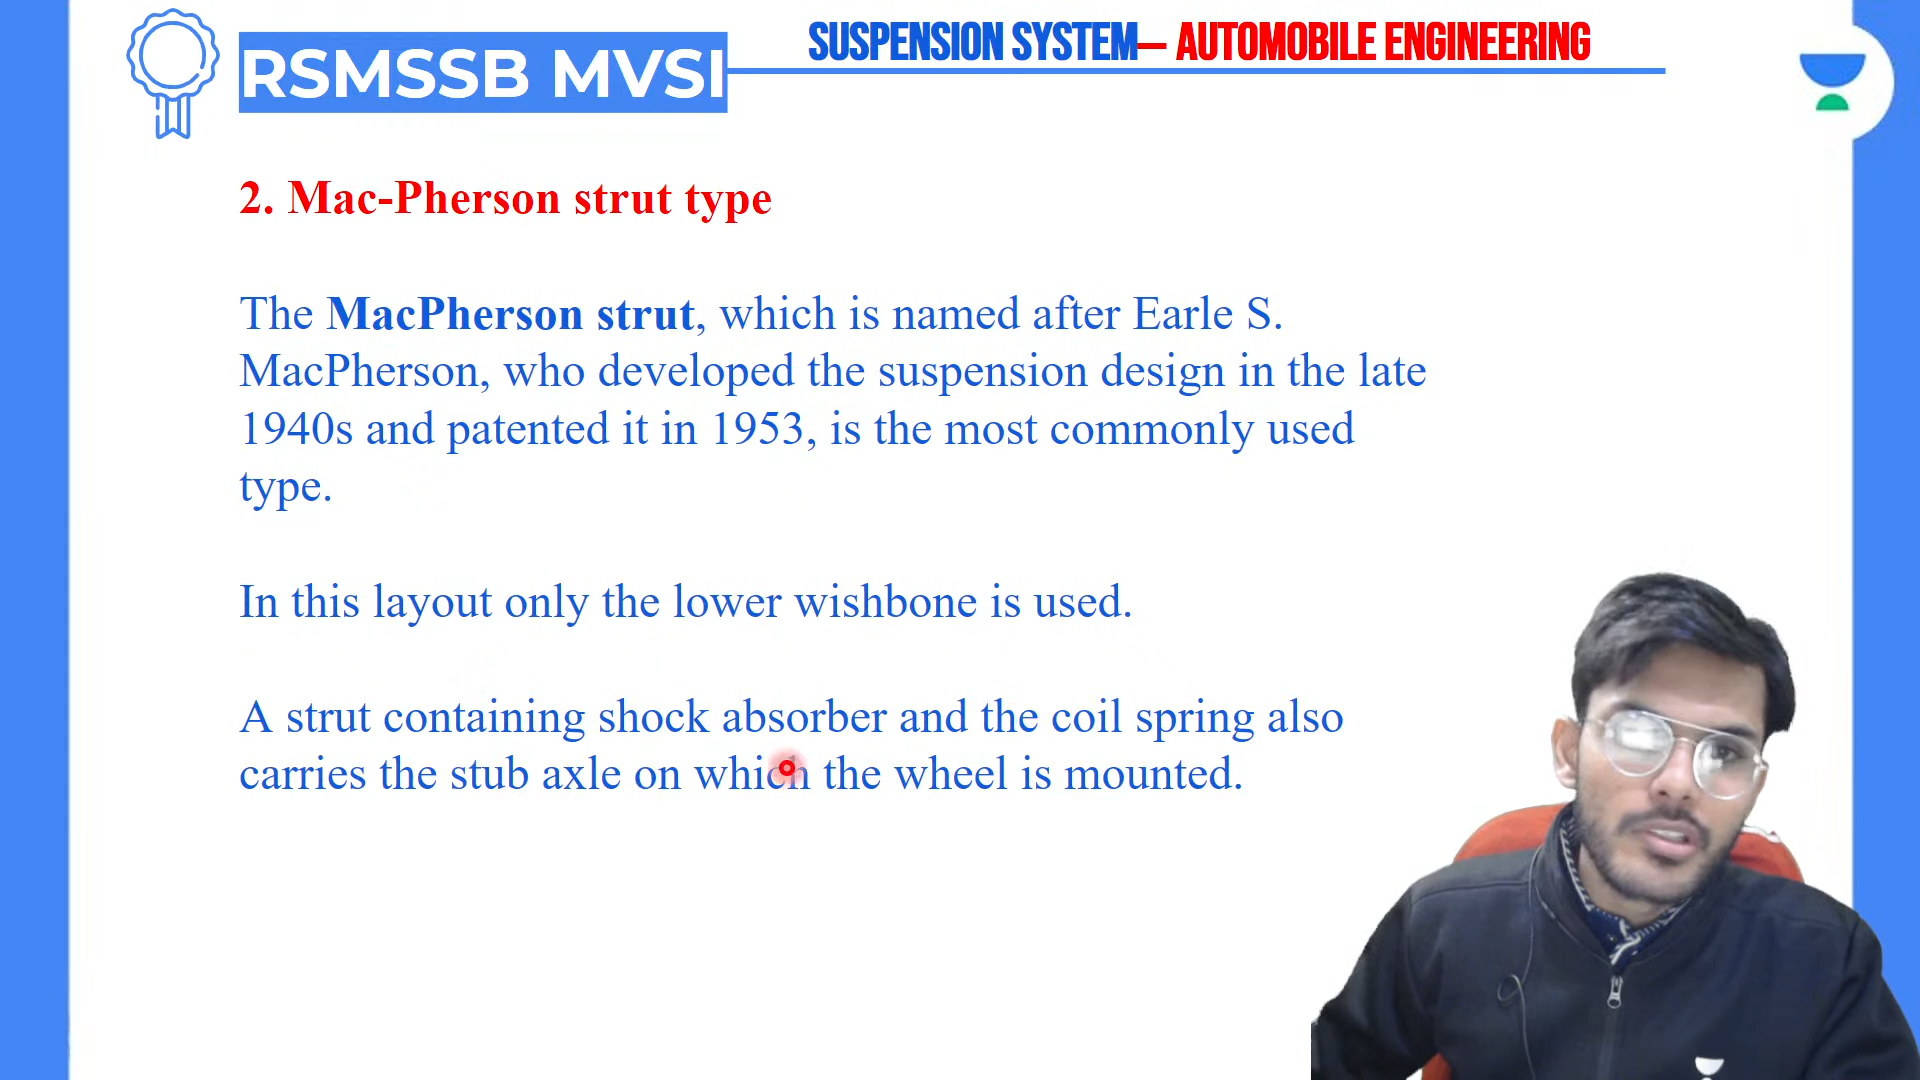 RSMSSB MVSI
SUSPENSION SYSTEM– AUTOMOBILE ENGINEERING
2. Mac-Pherson strut type
The MacPherson strut, which is named after Earle S.
MacPherson, who developed the suspension design in the late
1940s and patented it in 1953, is the most commonly used
type.
In this layout only the lower wishbone is used.
A strut containing shock absorber and the coil spring also
carries the stub axle on which the wheel is mounted.